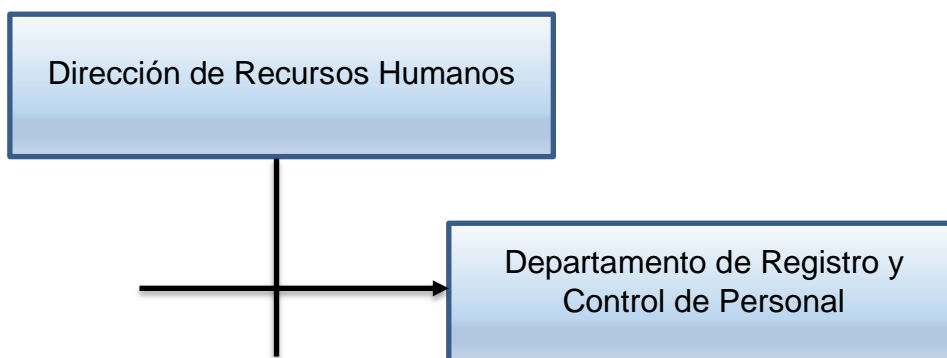 Dirección de Recursos Humanos
Departamento de Registro y
Control de Personal